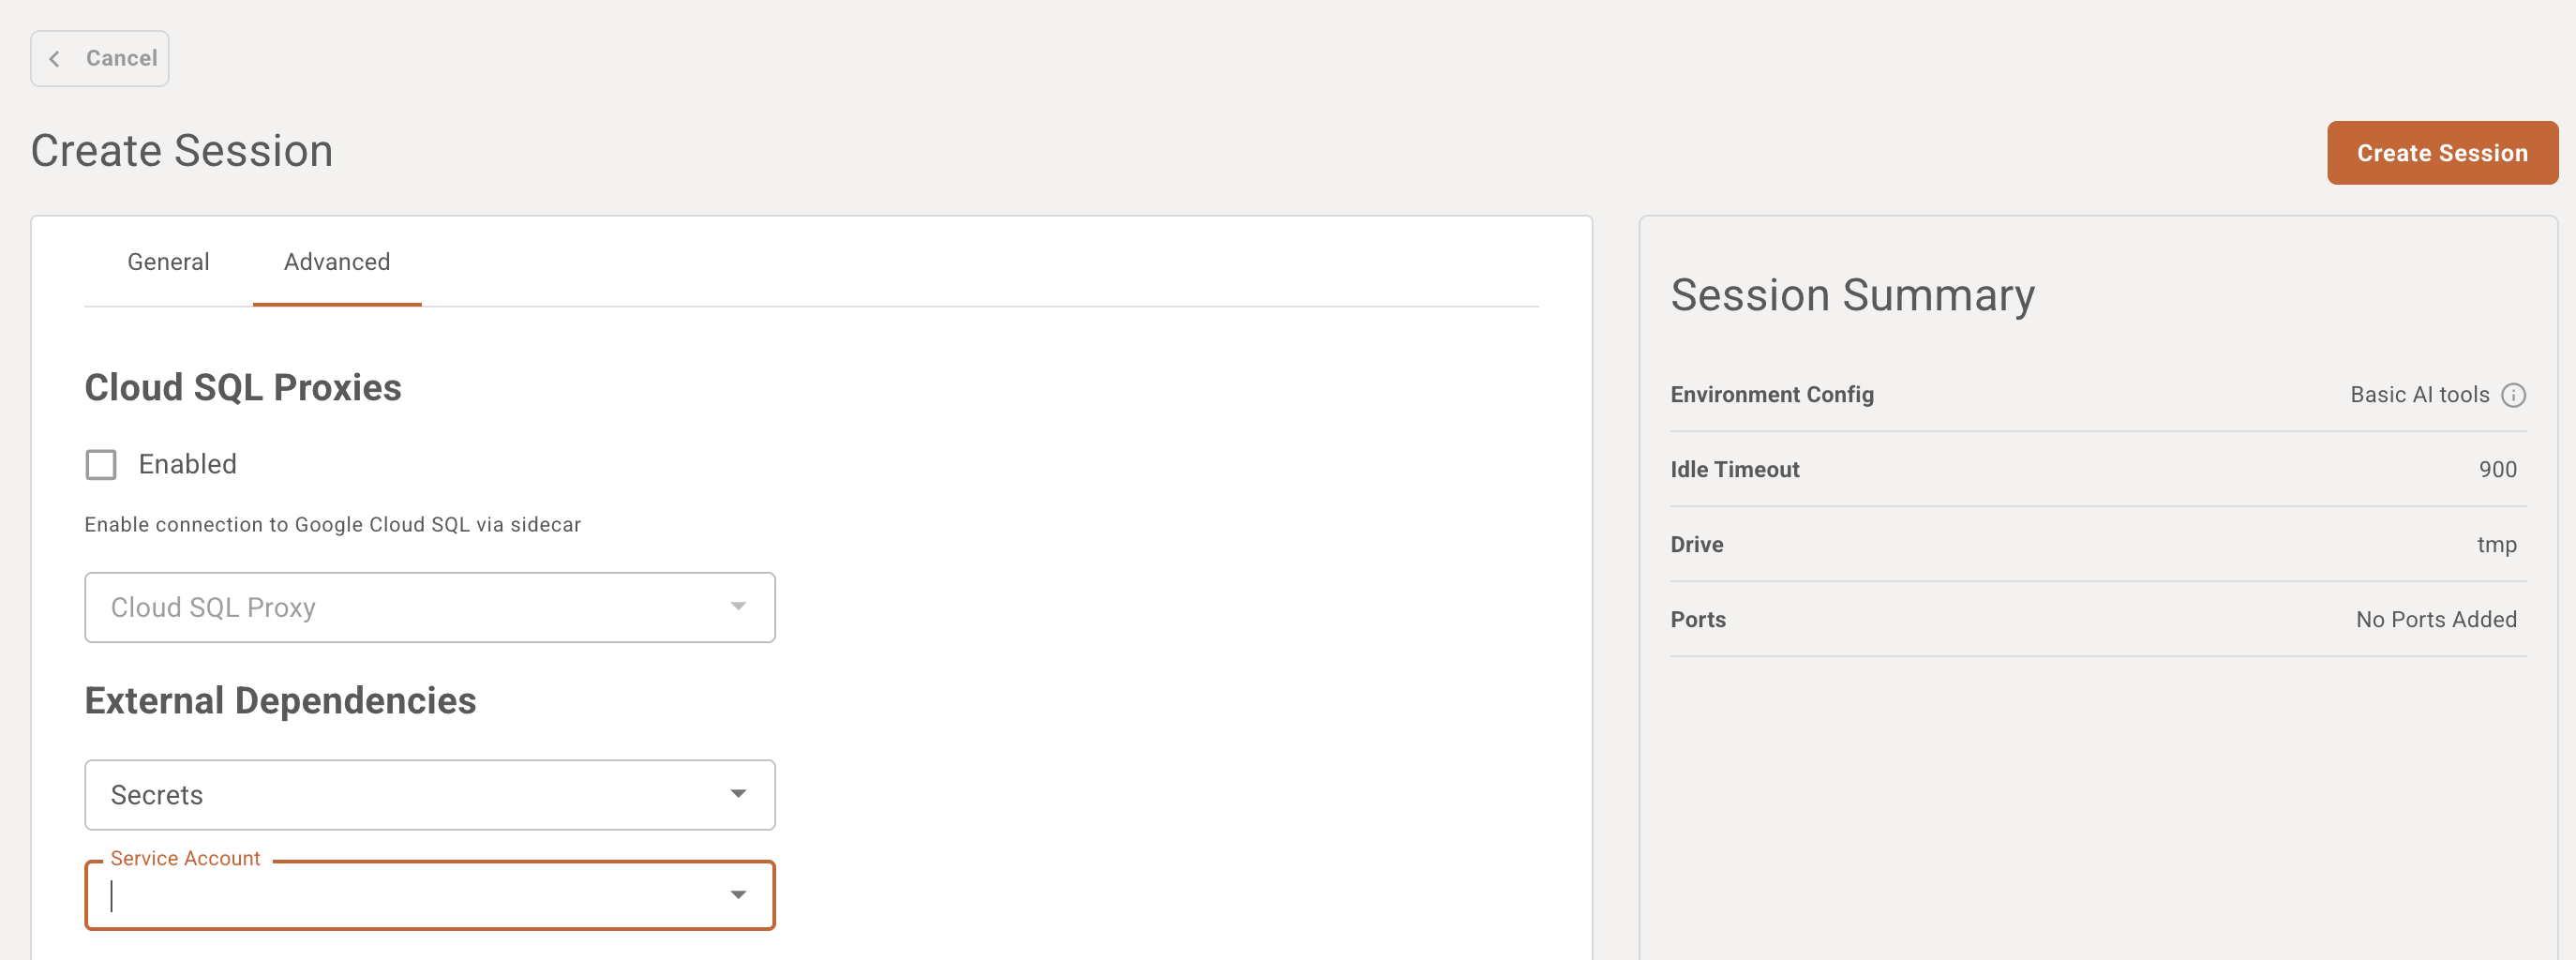 Cancel
Create Session
Create Session
General
Advanced
Cloud SQL Proxies
Enabled
Enable connection to Google Cloud SQL via sidecar
Cloud SQL Proxy
External Dependencies
Secrets
Service Account
Session Summary
Environment Config Basic AI tools
Idle Timeout 900
Drive tmp
Ports No Ports Added